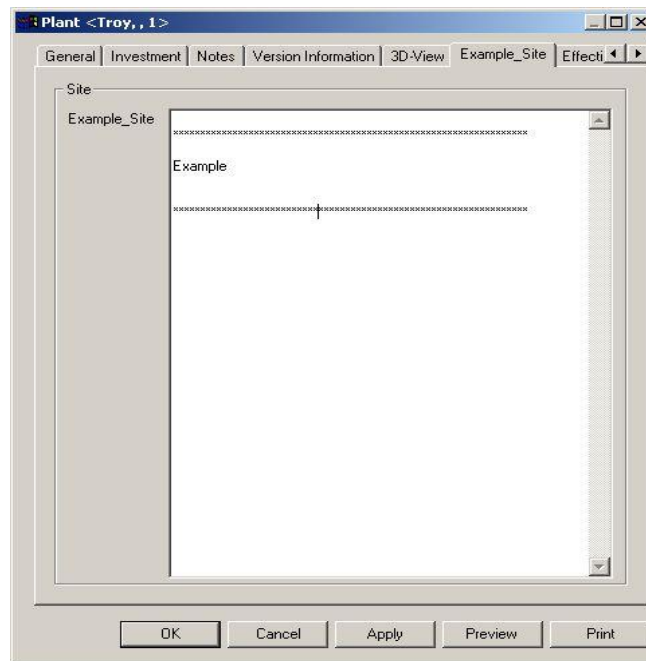 Plant <Troy, , 1>
General Investment Notes Version Information 3D-View Example_Site Effecti
Site
Example_Site
××××××××××××××××××××××××××××××××××××××××××××××××××××××××××××××××××
Example
××××××××××××××××××××××××××××××××××××××××××××××××××××××××××××××××××
OK Cancel Apply Preview Print